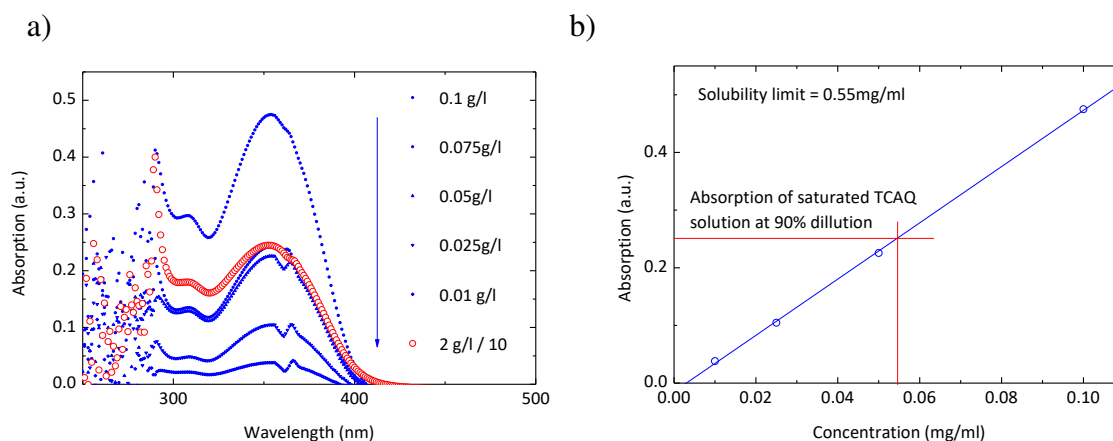 a)
0.5
0.4
0.3
0.2
0.1
0.0
300
400
500
Absorption (a.u.)
Wavelength (nm)
0.1 g/l
0.075g/l
0.05g/l
0.025g/l
0.01 g/l
2 g/l / 10
b)
0.4
0.2
0.0
0.00
0.02
0.04
0.06
0.08
0.10
Absorption (a.u.)
Concentration (mg/ml)
Solubility limit = 0.55mg/ml
Absorption of saturated TCAQ
solution at 90% dillution